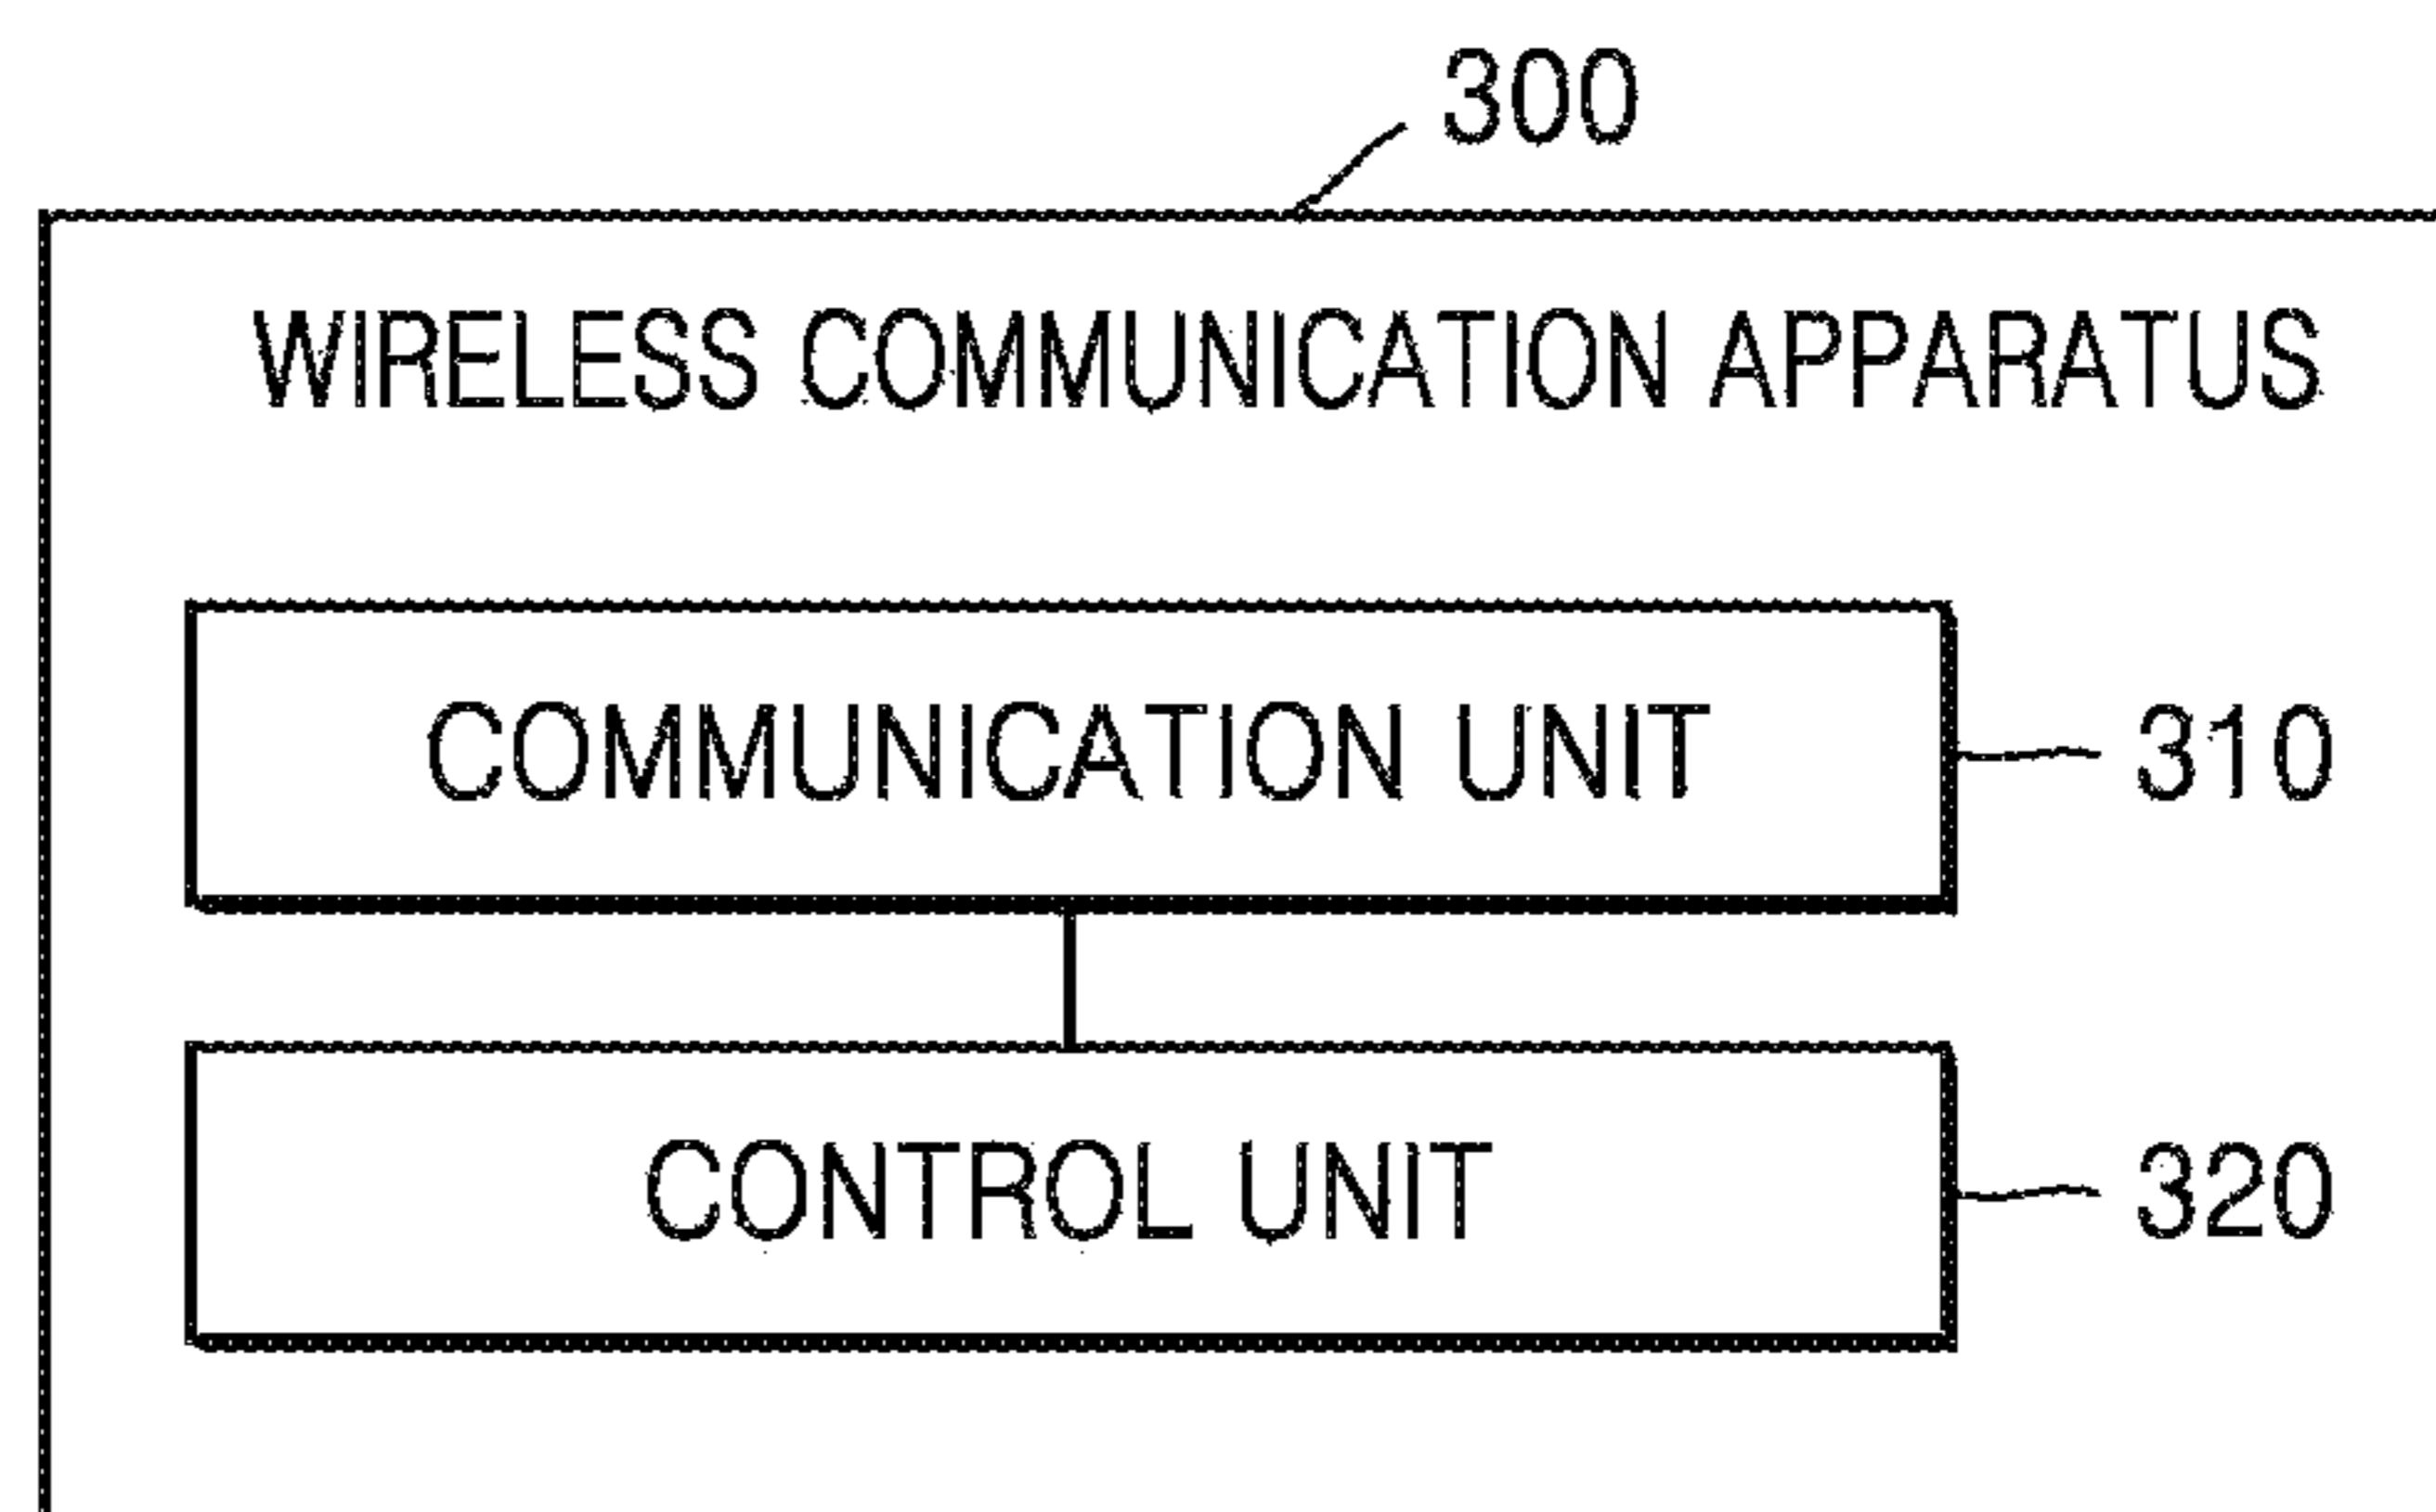 300
WIRELESS COMMUNICATION APPARATUS
COMMUNICATION UNIT 310
CONTROL UNIT 320